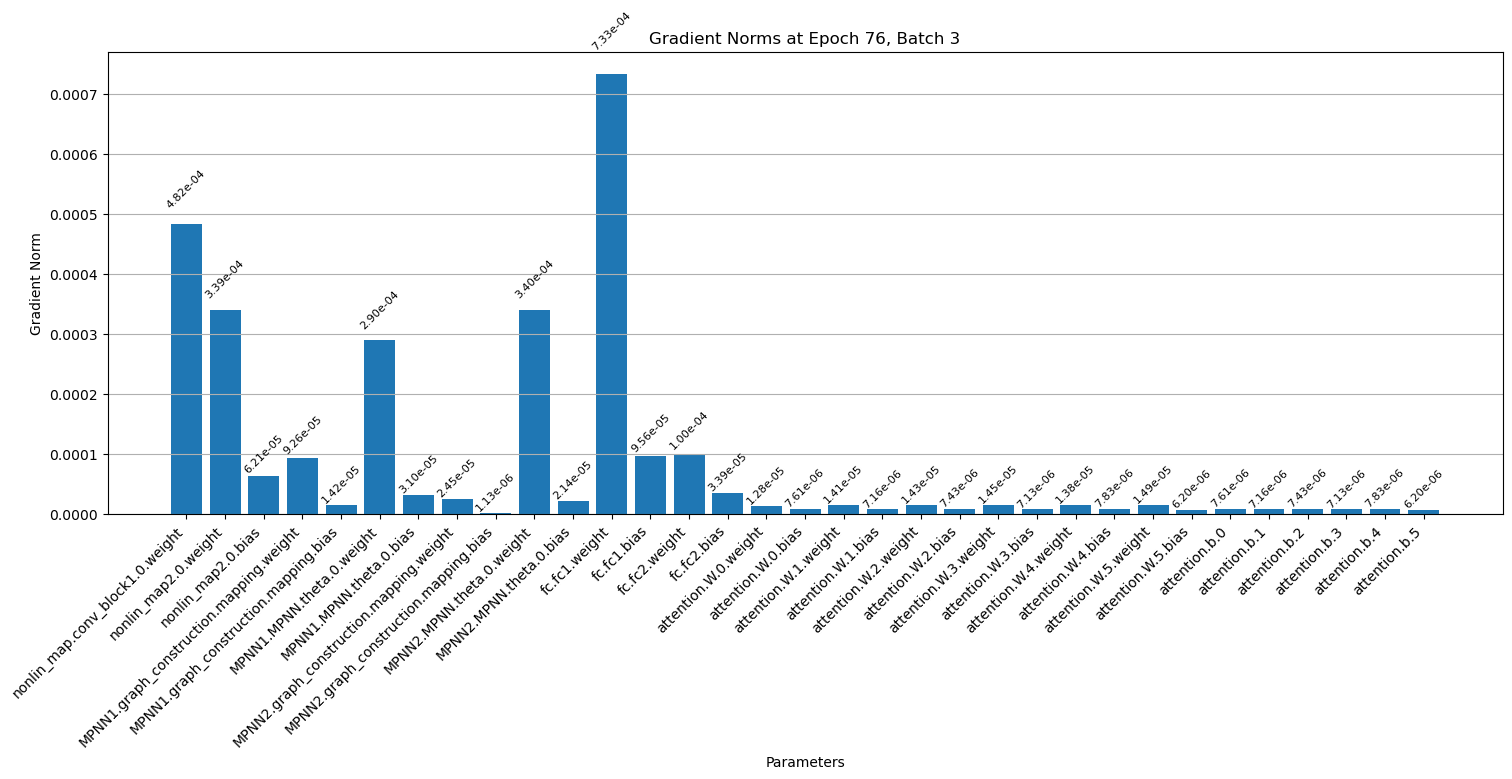 Gradient Norms at Epoch 76, Batch 3
Gradient Norm
0.0007
0.0006
0.0005
0.0004
0.0003
0.0002
0.0001
0.0000
4.82e-04
3.39e-04
6.21e-05
9.26e-05
1.42e-05
2.90e-04
3.10e-05
2.45e-05
1.13e-06
3.40e-04
2.14e-05
7.33e-04
9.56e-05
1.00e-04
3.39e-05
1.28e-05
7.61e-06
1.41e-05
7.16e-06
1.43e-05
7.43e-06
1.45e-05
7.13e-06
1.38e-05
7.83e-06
1.49e-05
6.20e-06
7.61e-06
7.16e-06
7.43e-06
7.13e-06
7.83e-06
6.20e-06
nonlin_map.conv_block1.0.weight
nonlin_map2.0.weight
nonlin_map2.0.bias
MPNN1.graph_construction.mapping.weight
MPNN1.graph_construction.mapping.bias
MPNN1.MPNN.theta.0.weight
MPNN1.MPNN.theta.0.bias
MPNN2.graph_construction.mapping.weight
MPNN2.graph_construction.mapping.bias
MPNN2.MPNN.theta.0.weight
MPNN2.MPNN.theta.0.bias
fc.fc1.weight
fc.fc1.bias
fc.fc2.weight
fc.fc2.bias
attention.W.0.weight
attention.W.0.bias
attention.W.1.weight
attention.W.1.bias
attention.W.2.weight
attention.W.2.bias
attention.W.3.weight
attention.W.3.bias
attention.W.4.weight
attention.W.4.bias
attention.W.5.weight
attention.W.5.bias
attention.b.0
attention.b.1
attention.b.2
attention.b.3
attention.b.4
attention.b.5
Parameters